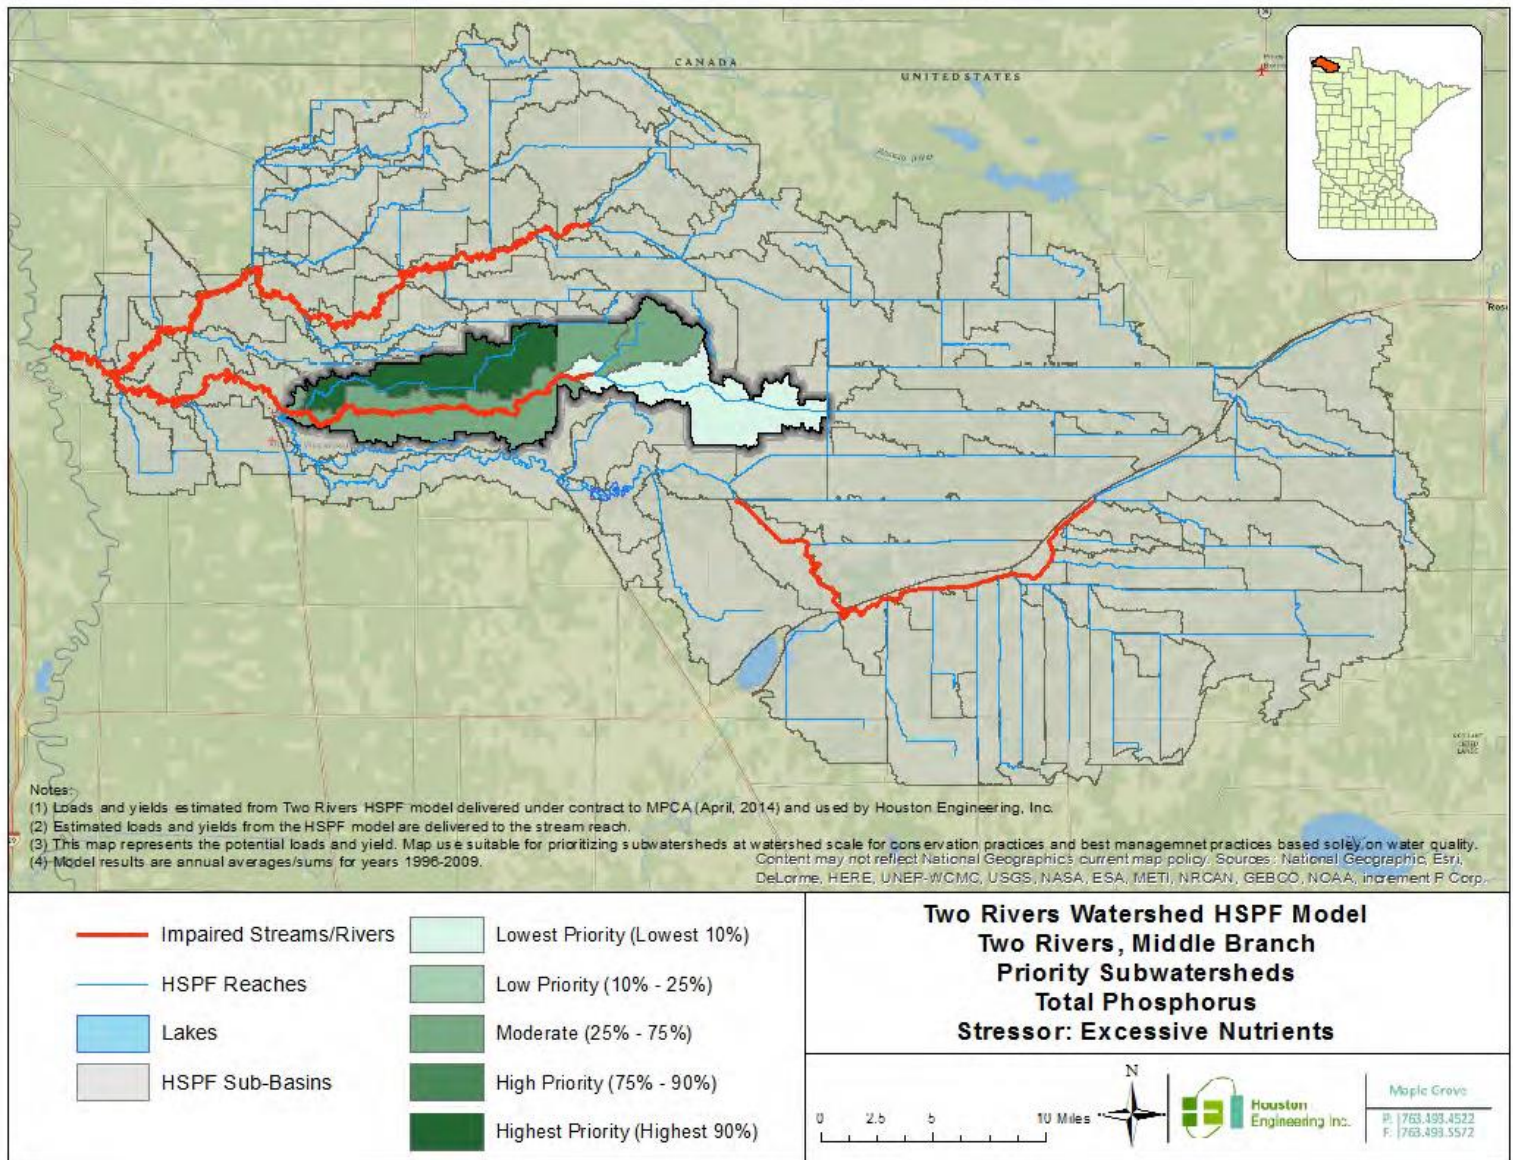 CANADA
UNITED STATES
Notes:
(1) Loads and yields estimated from Two Rivers HSPF model delivered under contract to MPCA (April, 2014) and used by Houston Engineering, Inc.
(2) Estimated loads and yields from the HSPF model are delivered to the stream reach.
(3) This map represents the potential loads and yield. Map use suitable for prioritizing subwatersheds at watershed scale for conservation practices and best managemnet practices based soley on water quality.
(4) Model results are annual averages/sums for years 1996-2009.
Content may not reflect National Geographic's current map policy. Sources: National Geographic, Esri,
DeLorme, HERE, UNEP-WCMC, USGS, NASA, ESA, METI, NRCAN, GEBCO, NOAA, increment P Corp.
Impaired Streams/Rivers
HSPF Reaches
Lakes
HSPF Sub-Basins
Lowest Priority (Lowest 10%)
Low Priority (10% - 25%)
Moderate (25% - 75%)
High Priority (75% - 90%)
Highest Priority (Highest 90%)
Two Rivers Watershed HSPF Model
Two Rivers, Middle Branch
Priority Subwatersheds
Total Phosphorus
Stressor: Excessive Nutrients
0 2.5 5 10 Miles
N
Houston
Engineering Inc.
Maple Grove
P: 763.493.4522
F: 763.493.5572